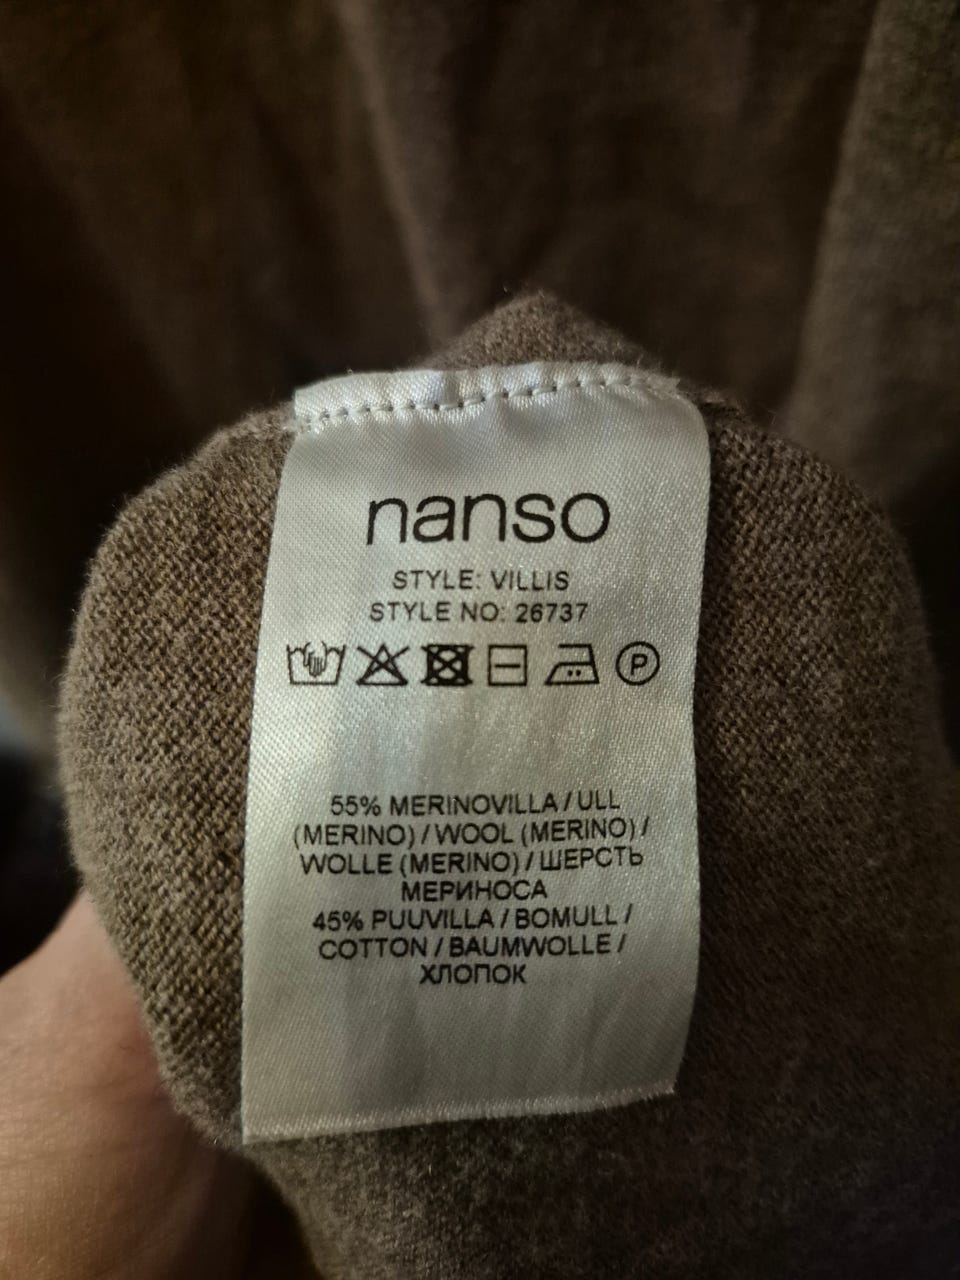 nanso
STYLE: VILLIS
STYLE NO: 26737
P
55% MERINOVILLA / ULL
(MERINO) / WOOL (MERINO) /
WOLLE (MERINO) / ШЕРСТЬ
МЕРИНОСА
45% PUUVILLA / BOMULL /
COTTON / BAUMWOLLE /
ХЛОПОК